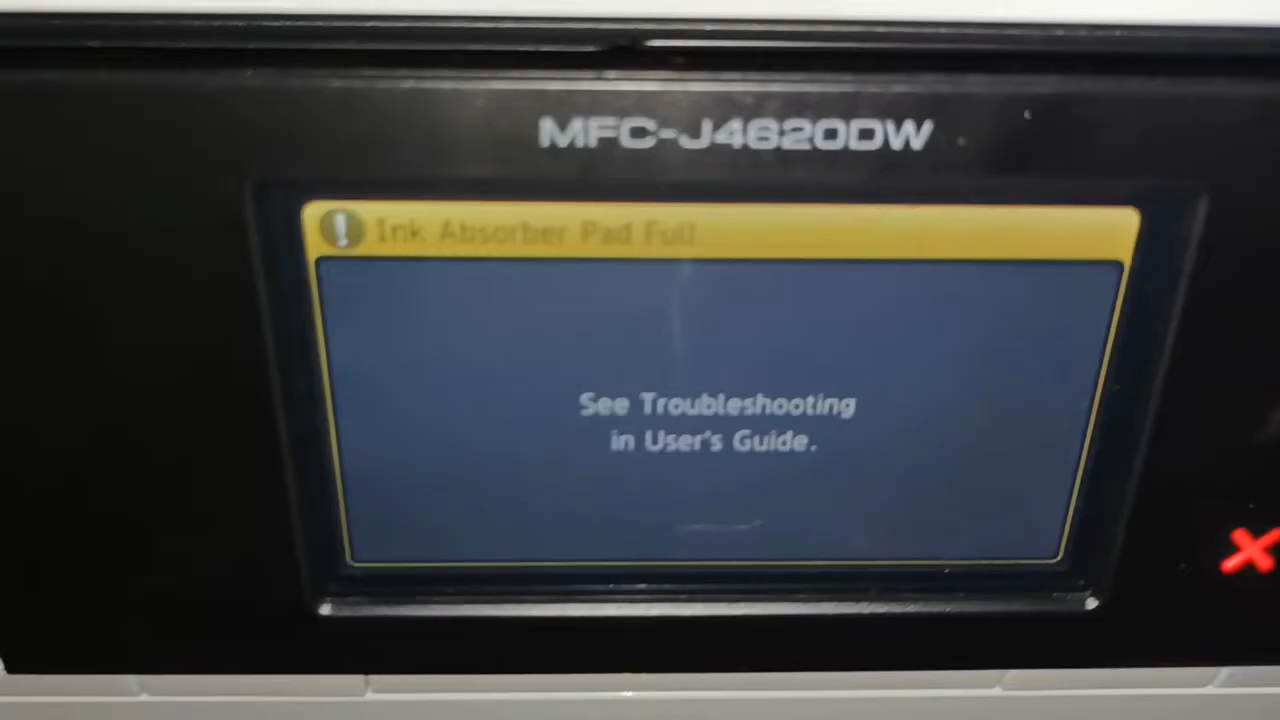 MFC-J4620DW
Ink Absorber Pad Full
See Troubleshooting
in User's Guide.